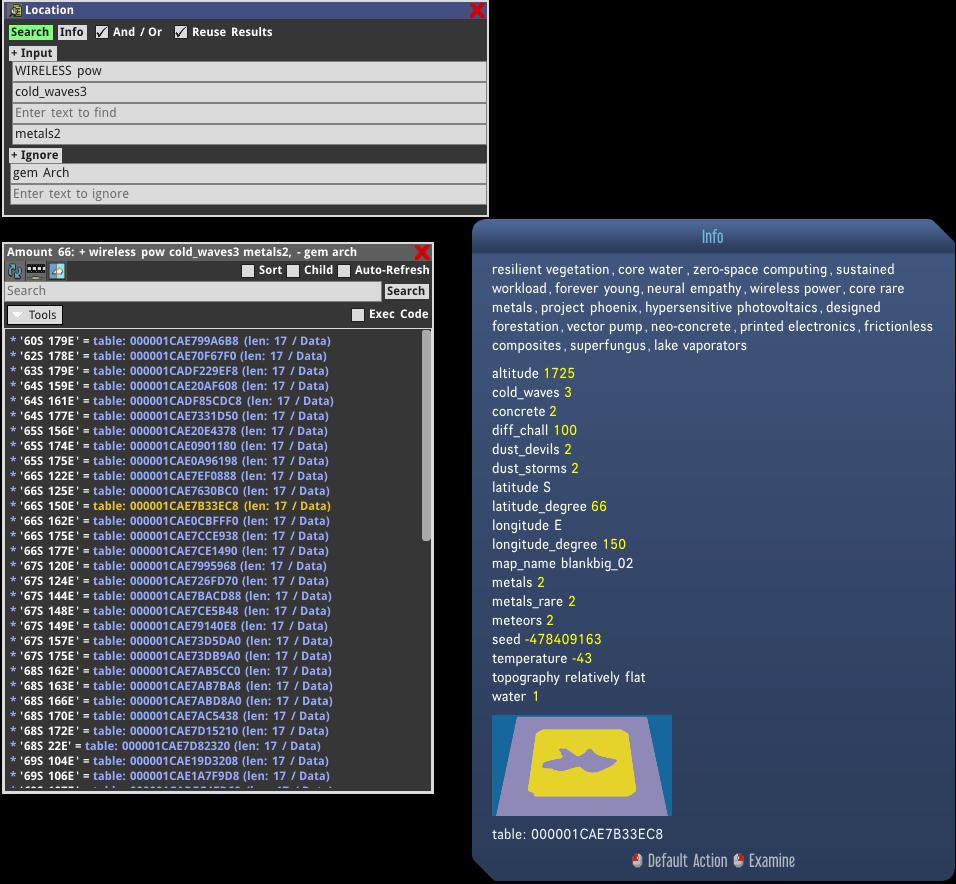 Location
Search Info And / Or Reuse Results
+ Input
WIRELESS pow
cold_waves3
Enter text to find
metals2
+ Ignore
gem Arch
Enter text to ignore
Amount 66: + wireless pow cold_waves3 metals2, - gem arch
Sort Child Auto-Refresh
Search Search
Tools Exec Code
* '60S 179E' = table: 000001CAE799A6B8 (len: 17 / Data)
* '62S 178E' = table: 000001CAE70F67F0 (len: 17 / Data)
* '63S 179E' = table: 000001CADF229EF8 (len: 17 / Data)
* '64S 159E' = table: 000001CAE20AF608 (len: 17 / Data)
* '64S 161E' = table: 000001CADF85CDC8 (len: 17 / Data)
* '64S 177E' = table: 000001CAE7331D50 (len: 17 / Data)
* '65S 156E' = table: 000001CAE20E4378 (len: 17 / Data)
* '65S 174E' = table: 000001CAE0901180 (len: 17 / Data)
* '65S 175E' = table: 000001CAE0A96198 (len: 17 / Data)
* '66S 122E' = table: 000001CAE7EF0888 (len: 17 / Data)
* '66S 125E' = table: 000001CAE7630BC0 (len: 17 / Data)
* '66S 150E' = table: 000001CAE7B33EC8 (len: 17 / Data)
* '66S 162E' = table: 000001CAE0CBFFF0 (len: 17 / Data)
* '66S 175E' = table: 000001CAE7CCE938 (len: 17 / Data)
* '66S 177E' = table: 000001CAE7CE1490 (len: 17 / Data)
* '67S 120E' = table: 000001CAE7995968 (len: 17 / Data)
* '67S 124E' = table: 000001CAE726FD70 (len: 17 / Data)
* '67S 144E' = table: 000001CAE7BACD88 (len: 17 / Data)
* '67S 148E' = table: 000001CAE7CE5B48 (len: 17 / Data)
* '67S 149E' = table: 000001CAE79140E8 (len: 17 / Data)
* '67S 157E' = table: 000001CAE73D5DA0 (len: 17 / Data)
* '67S 175E' = table: 000001CAE73DB9A0 (len: 17 / Data)
* '68S 162E' = table: 000001CAE7AB5CC0 (len: 17 / Data)
* '68S 163E' = table: 000001CAE7AB7BA8 (len: 17 / Data)
* '68S 166E' = table: 000001CAE7ABD8A0 (len: 17 / Data)
* '68S 170E' = table: 000001CAE7AC5438 (len: 17 / Data)
* '68S 172E' = table: 000001CAE7D15210 (len: 17 / Data)
* '68S 22E' = table: 000001CAE7D82320 (len: 17 / Data)
* '69S 104E' = table: 000001CAE19D3208 (len: 17 / Data)
* '69S 106E' = table: 000001CAE1A7F9D8 (len: 17 / Data)
Info
resilient vegetation, core water, zero-space computing, sustained
workload, forever young, neural empathy, wireless power, core rare
metals, project phoenix, hypersensitive photovoltaics, designed
forestation, vector pump, neo-concrete, printed electronics, frictionless
composites, superfungus, lake vaporators
altitude 1725
cold_waves 3
concrete 2
diff_chall 100
dust_devils 2
dust_storms 2
latitude S
latitude_degree 66
longitude E
longitude_degree 150
map_name blankbig_02
metals 2
metals_rare 2
meteors 2
seed -478409163
temperature -43
topography relatively flat
water 1
table: 000001CAE7B33EC8
Default Action Examine